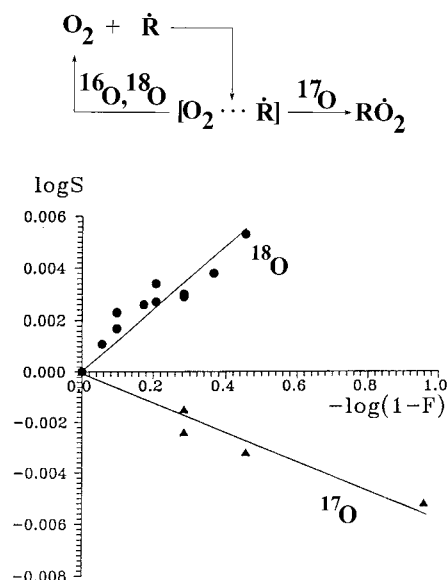 O₂ + Ṙ
¹⁶O,¹⁸O [O₂ ··· Ṙ] ¹⁷O RȮ₂
logS
0.006
0.004
0.002
0.000
-0.002
-0.004
-0.006
-0.008
0.0 0.2 0.4 0.6 0.8 1.0
-log(1-F)
¹⁸O
¹⁷O